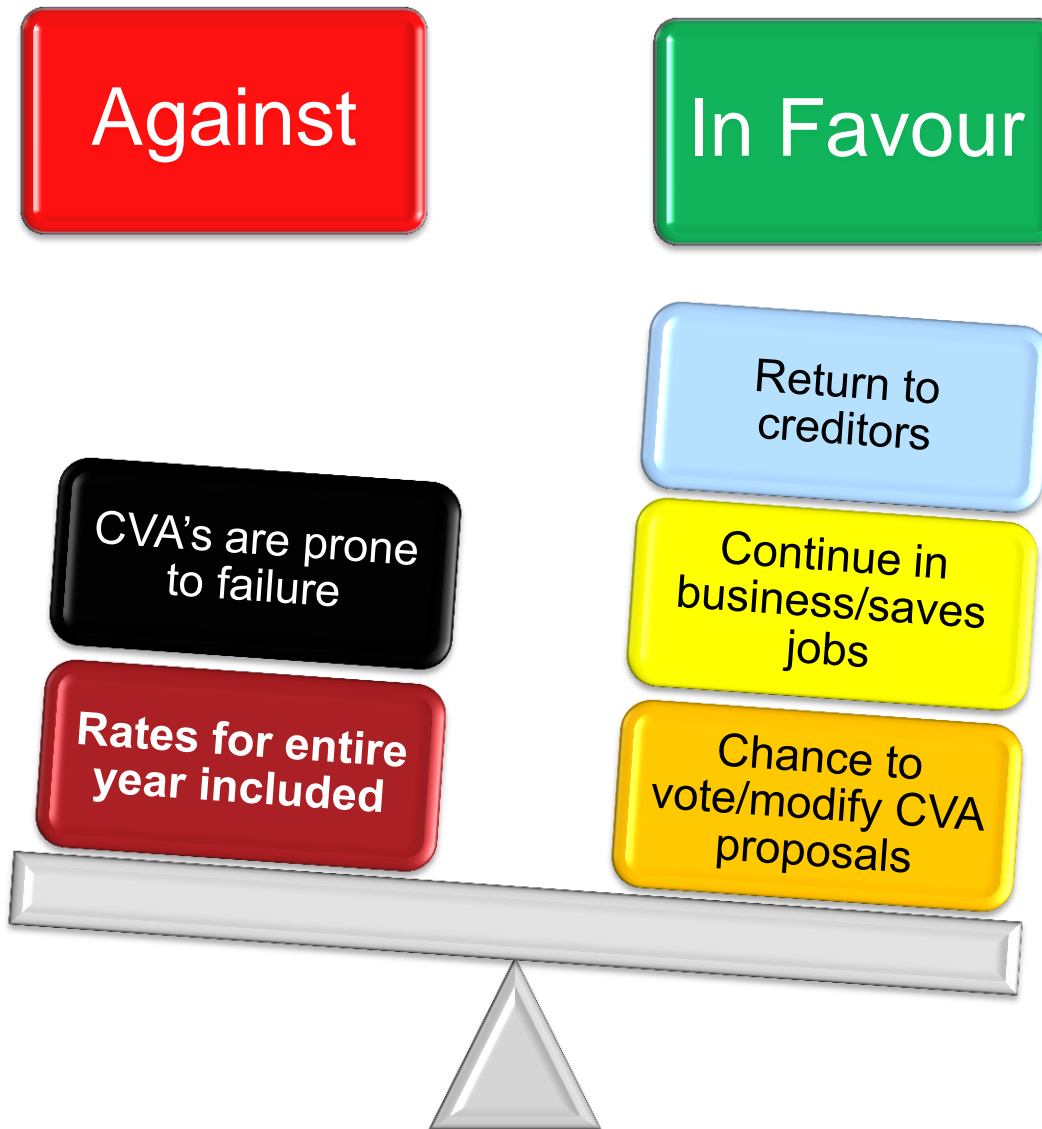 Against
In Favour
Return to
creditors
CVA’s are prone
to failure
Continue in
business/saves
jobs
Rates for entire
year included
Chance to
vote/modify CVA
proposals